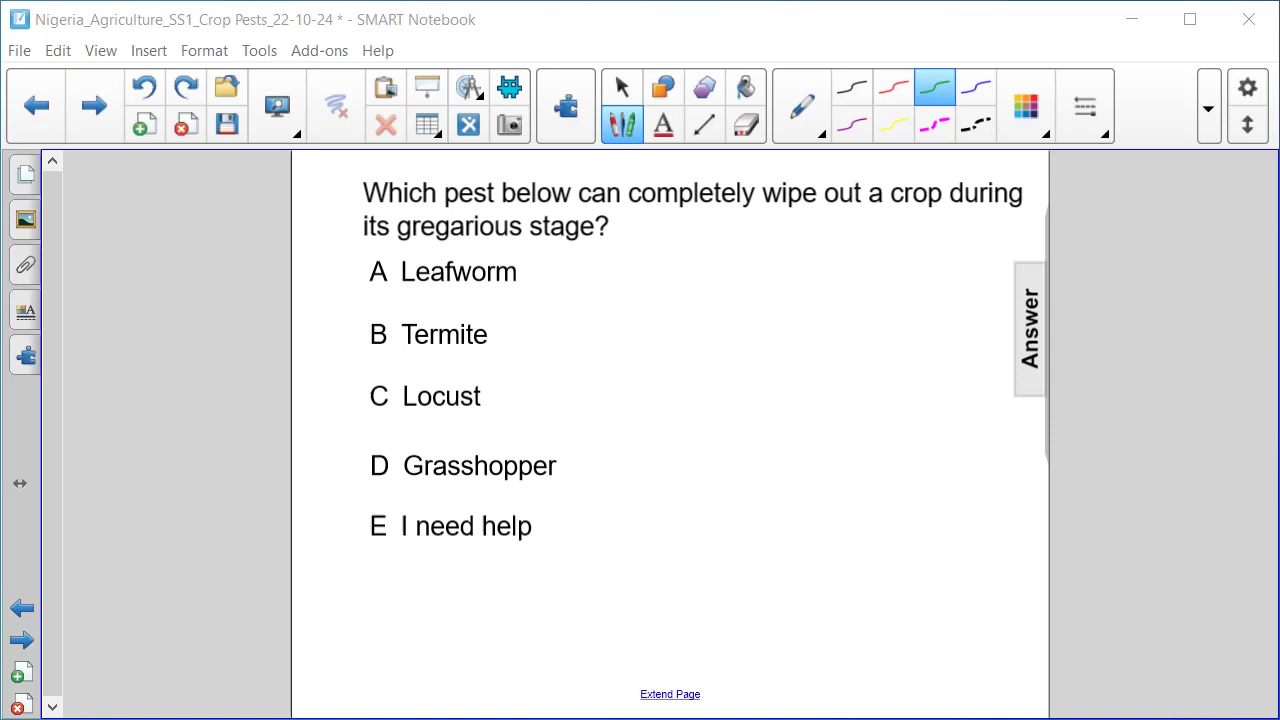 Nigeria_Agriculture_SS1_Crop Pests_22-10-24 * - SMART Notebook
File Edit View Insert Format Tools Add-ons Help
Which pest below can completely wipe out a crop during
its gregarious stage?
A Leafworm
B Termite
C Locust
D Grasshopper
E I need help
Answer
Extend Page